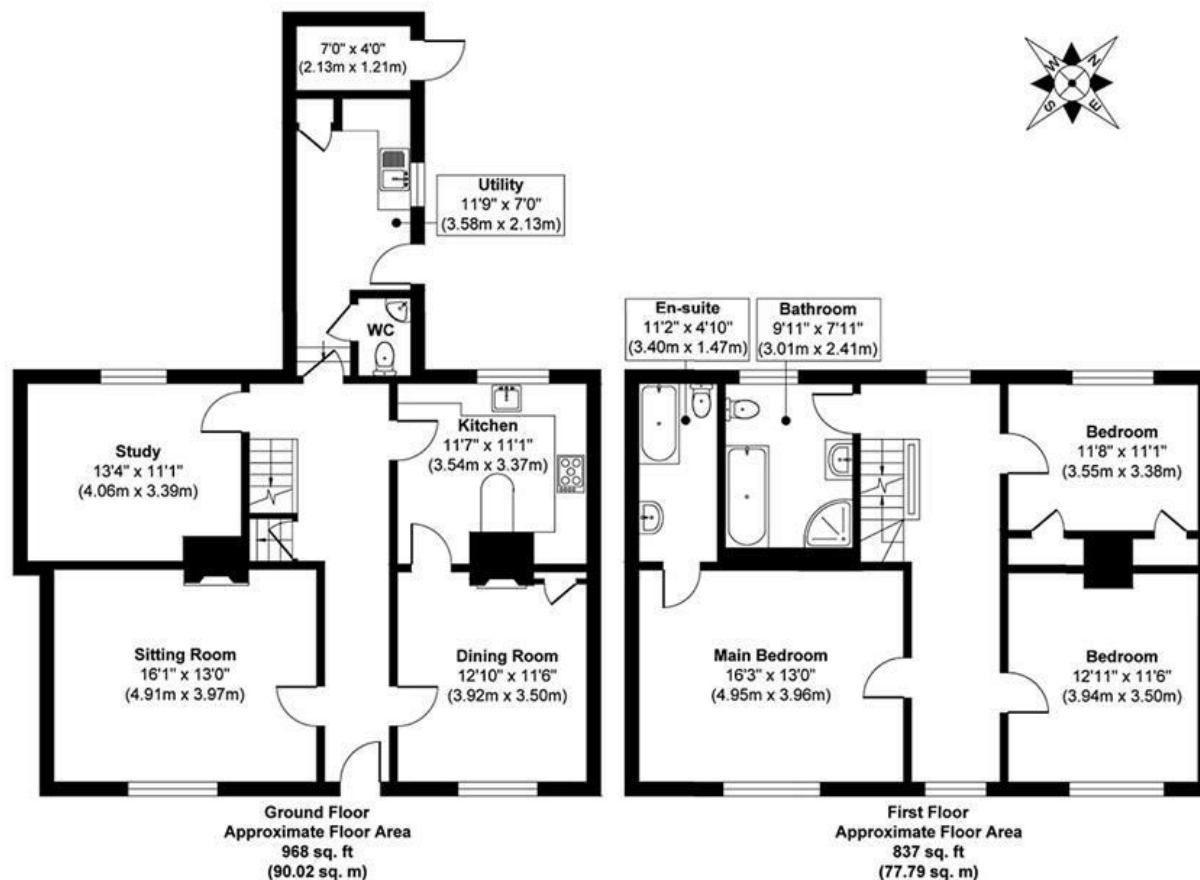 7'0" x 4'0"
(2.13m x 1.21m)
W
N
S
E
Utility
11'9" x 7'0"
(3.58m x 2.13m)
WC
Study
13'4" x 11'1"
(4.06m x 3.39m)
Kitchen
11'7" x 11'1"
(3.54m x 3.37m)
Sitting Room
16'1" x 13'0"
(4.91m x 3.97m)
Dining Room
12'10" x 11'6"
(3.92m x 3.50m)
Ground Floor
Approximate Floor Area
968 sq. ft
(90.02 sq. m)
En-suite
11'2" x 4'10"
(3.40m x 1.47m)
Bathroom
9'11" x 7'11"
(3.01m x 2.41m)
Bedroom
11'8" x 11'1"
(3.55m x 3.38m)
Main Bedroom
16'3" x 13'0"
(4.95m x 3.96m)
Bedroom
12'11" x 11'6"
(3.94m x 3.50m)
First Floor
Approximate Floor Area
837 sq. ft
(77.79 sq. m)